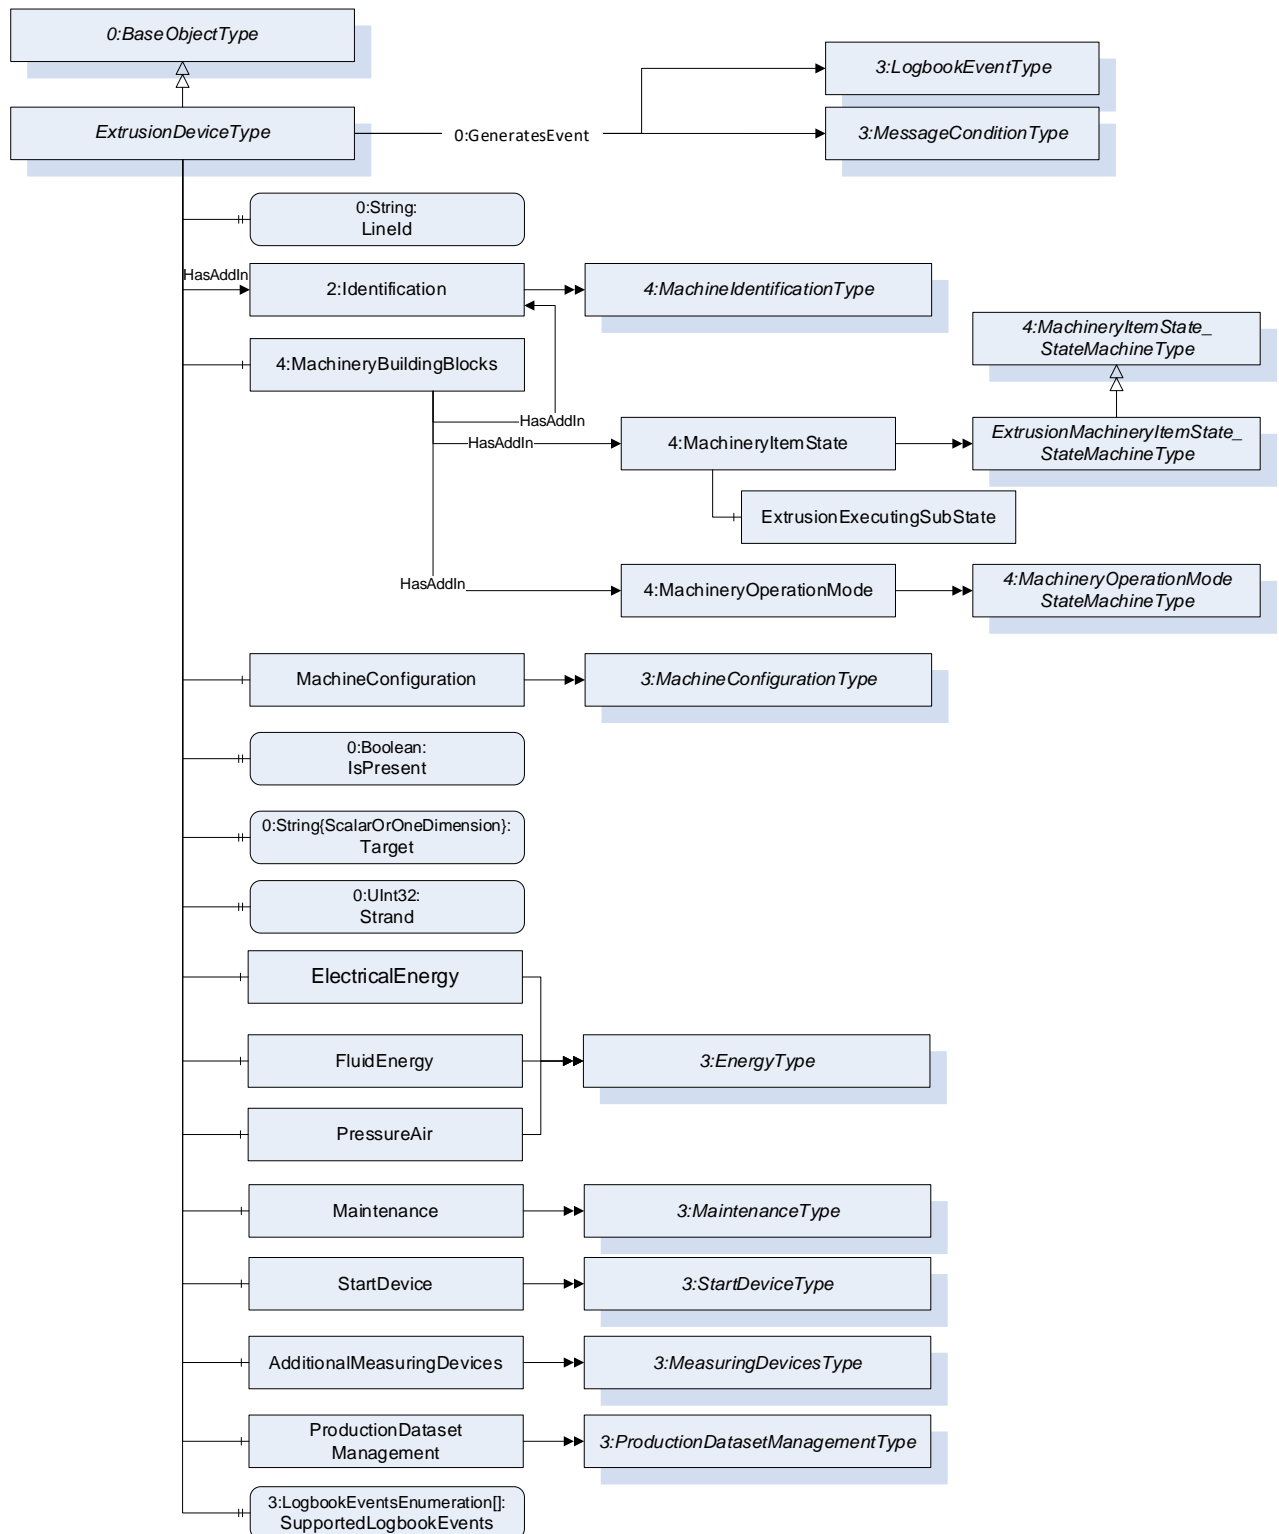 0:BaseObjectType
3:LogbookEventType
ExtrusionDeviceType
0:GeneratesEvent
3:MessageConditionType
0:String:
LineId
HasAddIn
2:Identification
4:MachineIdentificationType
4:MachineryItemState_
StateMachineType
4:MachineryBuildingBlocks
HasAddIn
HasAddIn
4:MachineryItemState
ExtrusionMachineryItemState_
StateMachineType
ExtrusionExecutingSubState
HasAddIn
4:MachineryOperationMode
4:MachineryOperationMode
StateMachineType
MachineConfiguration
3:MachineConfigurationType
0:Boolean:
IsPresent
0:String{ScalarOrOneDimension}:
Target
0:UInt32:
Strand
ElectricalEnergy
FluidEnergy
3:EnergyType
PressureAir
Maintenance
3:MaintenanceType
StartDevice
3:StartDeviceType
AdditionalMeasuringDevices
3:MeasuringDevicesType
ProductionDataset
Management
3:ProductionDatasetManagementType
3:LogbookEventsEnumeration[]:
SupportedLogbookEvents